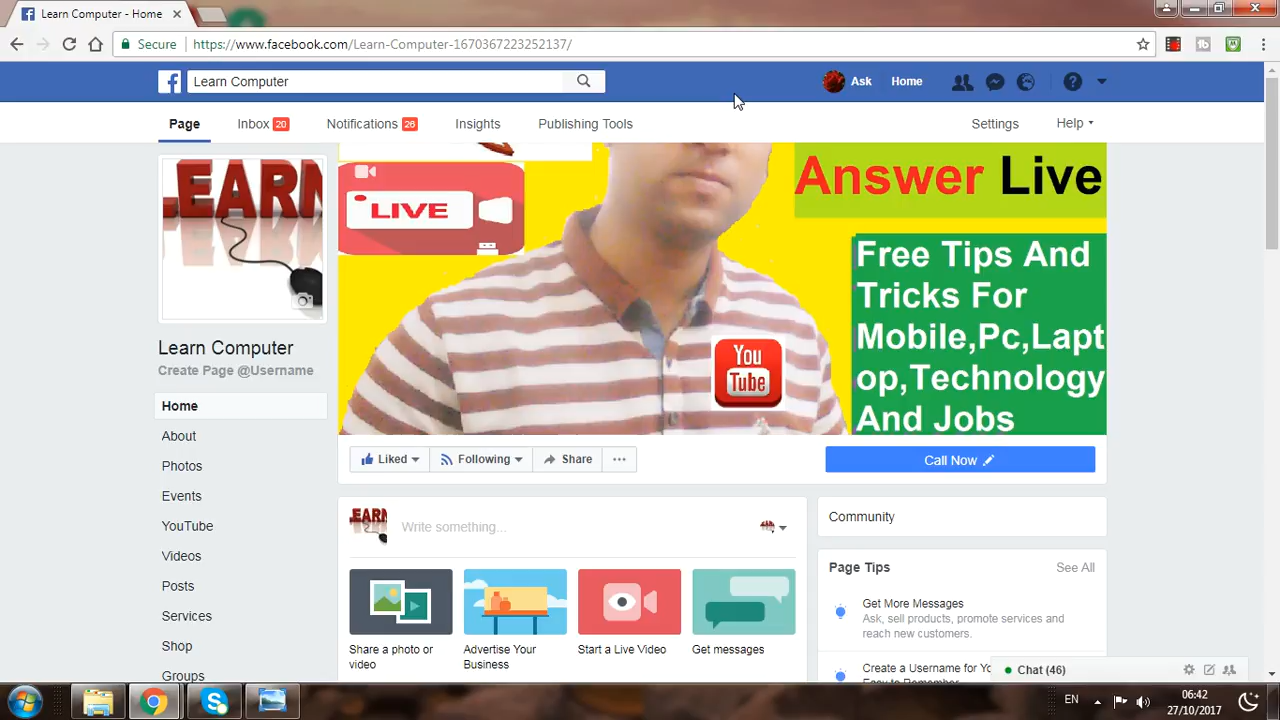 Learn Computer - Home
Secure https://www.facebook.com/Learn-Computer-1670367223252137/
Learn Computer
Ask Home
Page Inbox 20 Notifications 26 Insights Publishing Tools Settings Help
LEARN
LIVE
Answer Live
Free Tips And
Tricks For
Mobile,Pc,Lapt
op,Technology
And Jobs
You
Tube
Learn Computer
Create Page @Username
Home
About
Photos
Events
YouTube
Videos
Posts
Services
Shop
Groups
Liked Following Share ...
Call Now
LEARN
Write something...
Share a photo or
video
Advertise Your
Business
Start a Live Video
Get messages
Community
Page Tips See All
Get More Messages
Ask, sell products, promote services and
reach new customers.
Create a Username for Yo
Chat (46)
EN
06:42
27/10/2017